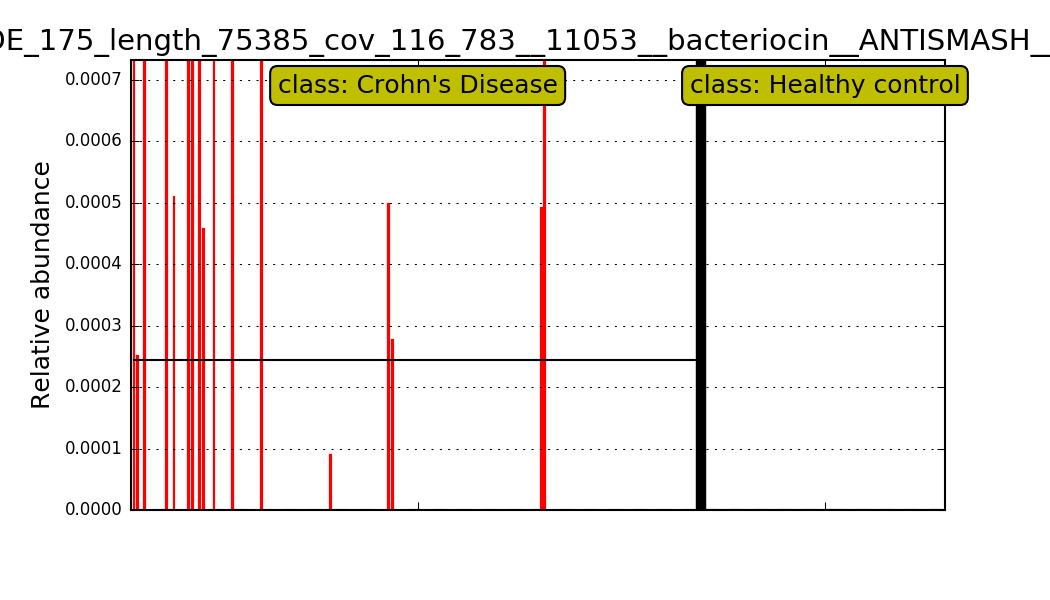 DE_175_length_75385_cov_116_783__11053__bacteriocin__ANTISMASH__
class: Crohn's Disease
class: Healthy control
Relative abundance
0.0007
0.0006
0.0005
0.0004
0.0003
0.0002
0.0001
0.0000